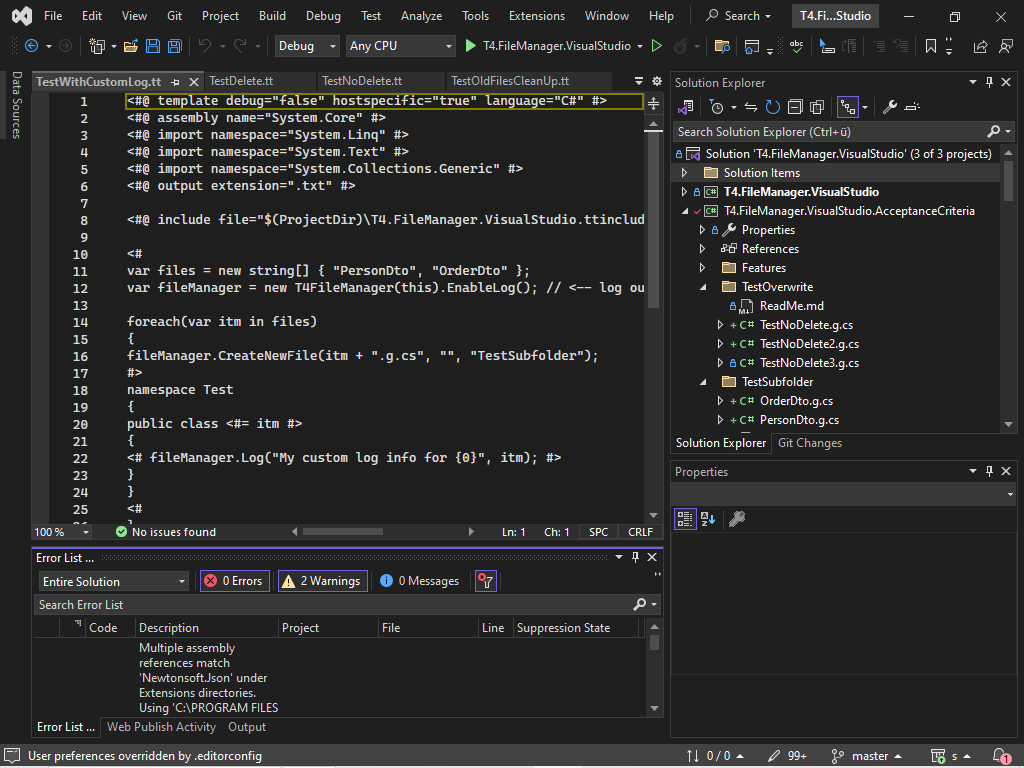 File Edit View Git Project Build Debug Test Analyze Tools Extensions Window Help Search T4.Fi...Studio
Debug Any CPU T4.FileManager.VisualStudio
Data Sources
TestWithCustomLog.tt TestDelete.tt TestNoDelete.tt TestOldFilesCleanUp.tt
1 <#@ template debug="false" hostspecific="true" language="C#" #>
2 <#@ assembly name="System.Core" #>
3 <#@ import namespace="System.Linq" #>
4 <#@ import namespace="System.Text" #>
5 <#@ import namespace="System.Collections.Generic" #>
6 <#@ output extension=".txt" #>
7
8 <#@ include file="$(ProjectDir)\T4.FileManager.VisualStudio.ttinclud
9
10 <#
11 var files = new string[] { "PersonDto", "OrderDto" };
12 var fileManager = new T4FileManager(this).EnableLog(); // <-- log ou
13
14 foreach(var itm in files)
15 {
16 fileManager.CreateNewFile(itm + ".g.cs", "", "TestSubfolder");
17 #>
18 namespace Test
19 {
20 public class <#= itm #>
21 {
22 <# fileManager.Log("My custom log info for {0}", itm); #>
23 }
24 }
25 <#
100 % No issues found Ln: 1 Ch: 1 SPC CRLF
Error List ...
Entire Solution 0 Errors 2 Warnings 0 Messages
Search Error List
Code Description Project File Line Suppression State
Multiple assembly
references match
'Newtonsoft.Json' under
Extensions directories.
Using 'C:\PROGRAM FILES
Error List ... Web Publish Activity Output
Solution Explorer
Search Solution Explorer (Ctrl+ü)
Solution 'T4.FileManager.VisualStudio' (3 of 3 projects)
Solution Items
C# T4.FileManager.VisualStudio
C# T4.FileManager.VisualStudio.AcceptanceCriteria
Properties
References
Features
TestOverwrite
ReadMe.md
+ C# TestNoDelete.g.cs
+ C# TestNoDelete2.g.cs
C# TestNoDelete3.g.cs
TestSubfolder
+ C# OrderDto.g.cs
+ C# PersonDto.g.cs
Solution Explorer Git Changes
Properties
User preferences overridden by .editorconfig 0 / 0 99+ master s 1